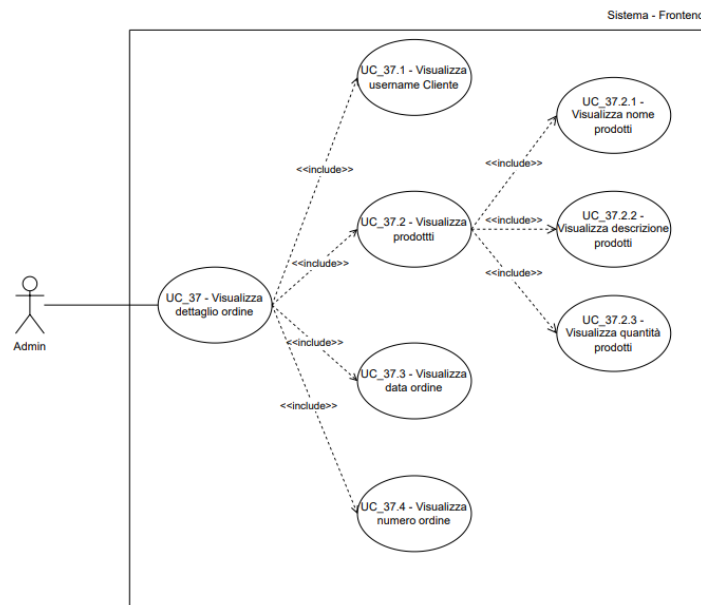 Sistema - Frontend
UC_37.1 - Visualizza
username Cliente
UC_37.2.1 -
Visualizza nome
prodotti
<<include>>
<<include>>
UC_37.2 - Visualizza
prodottti
<<include>>
UC_37.2.2 -
Visualizza descrizione
prodotti
<<include>>
<<include>>
UC_37 - Visualizza
dettaglio ordine
Admin
UC_37.2.3 -
Visualizza quantità
prodotti
<<include>>
UC_37.3 - Visualizza
data ordine
<<include>>
UC_37.4 - Visualizza
numero ordine